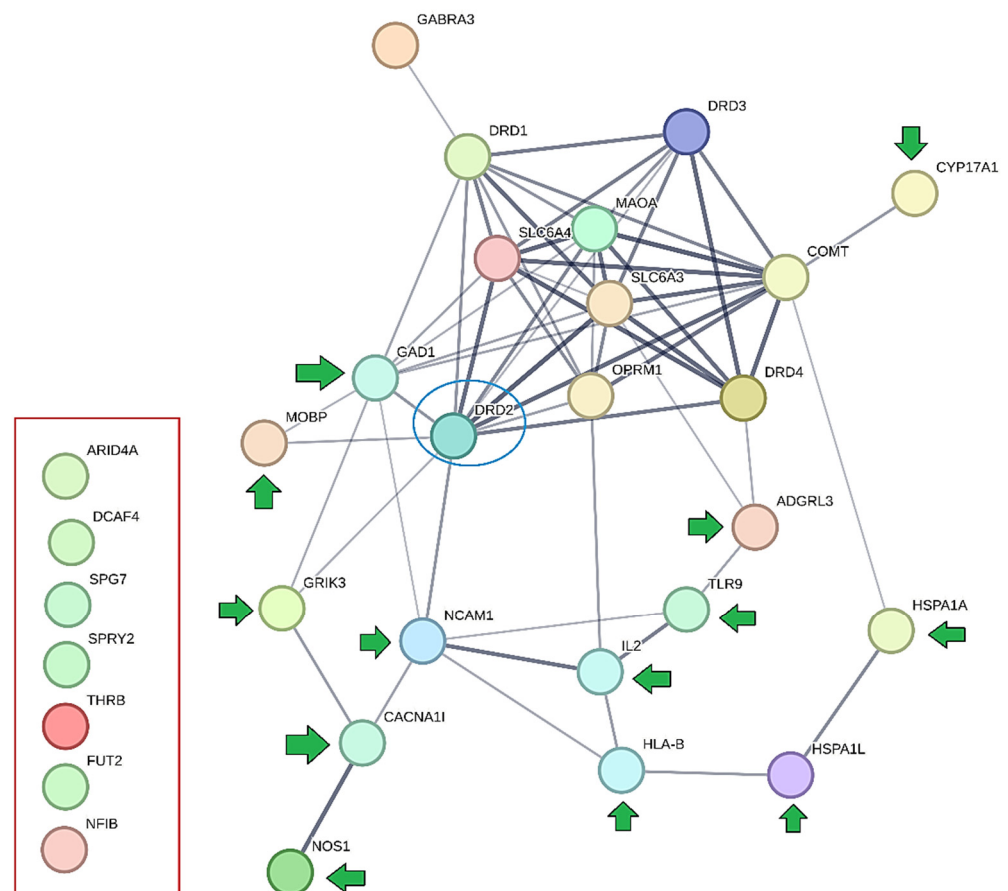 GABRA3
DRD3
DRD1
CYP17A1
MAOA
SLC6A4
COMT
SLC6A3
GAD1
OPRM1
DRD4
MOBP
DRD2
ARID4A
ADGRL3
DCAF4
GRIK3
TLR9
SPG7
NCAM1
HSPA1A
SPRY2
IL2
THRB
CACNA1I
HLA-B
HSPA1L
FUT2
NFIB
NOS1